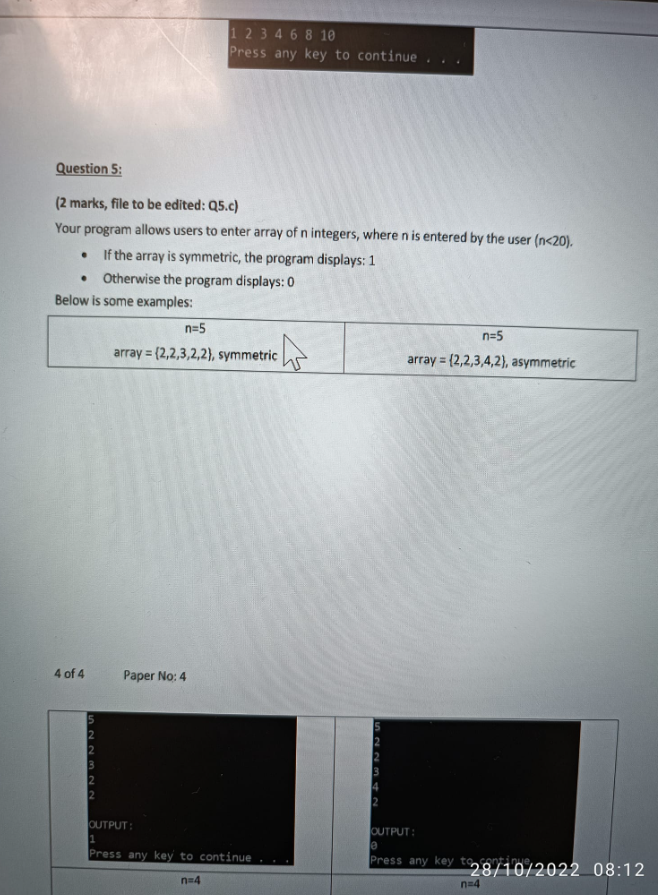 1 2 3 4 6 8 10
Press any key to continue . . .
Question 5:
(2 marks, file to be edited: Q5.c)
Your program allows users to enter array of n integers, where n is entered by the user (n<20).
• If the array is symmetric, the program displays: 1
• Otherwise the program displays: 0
Below is some examples:
n=5
array = {2,2,3,2,2}, symmetric
n=5
array = {2,2,3,4,2}, asymmetric
4 of 4 Paper No: 4
5
2
2
3
2
2
OUTPUT:
1
Press any key to continue . . .
5
2
2
3
4
2
OUTPUT:
0
Press any key to continue
n=4
n=4
28/10/2022 08:12